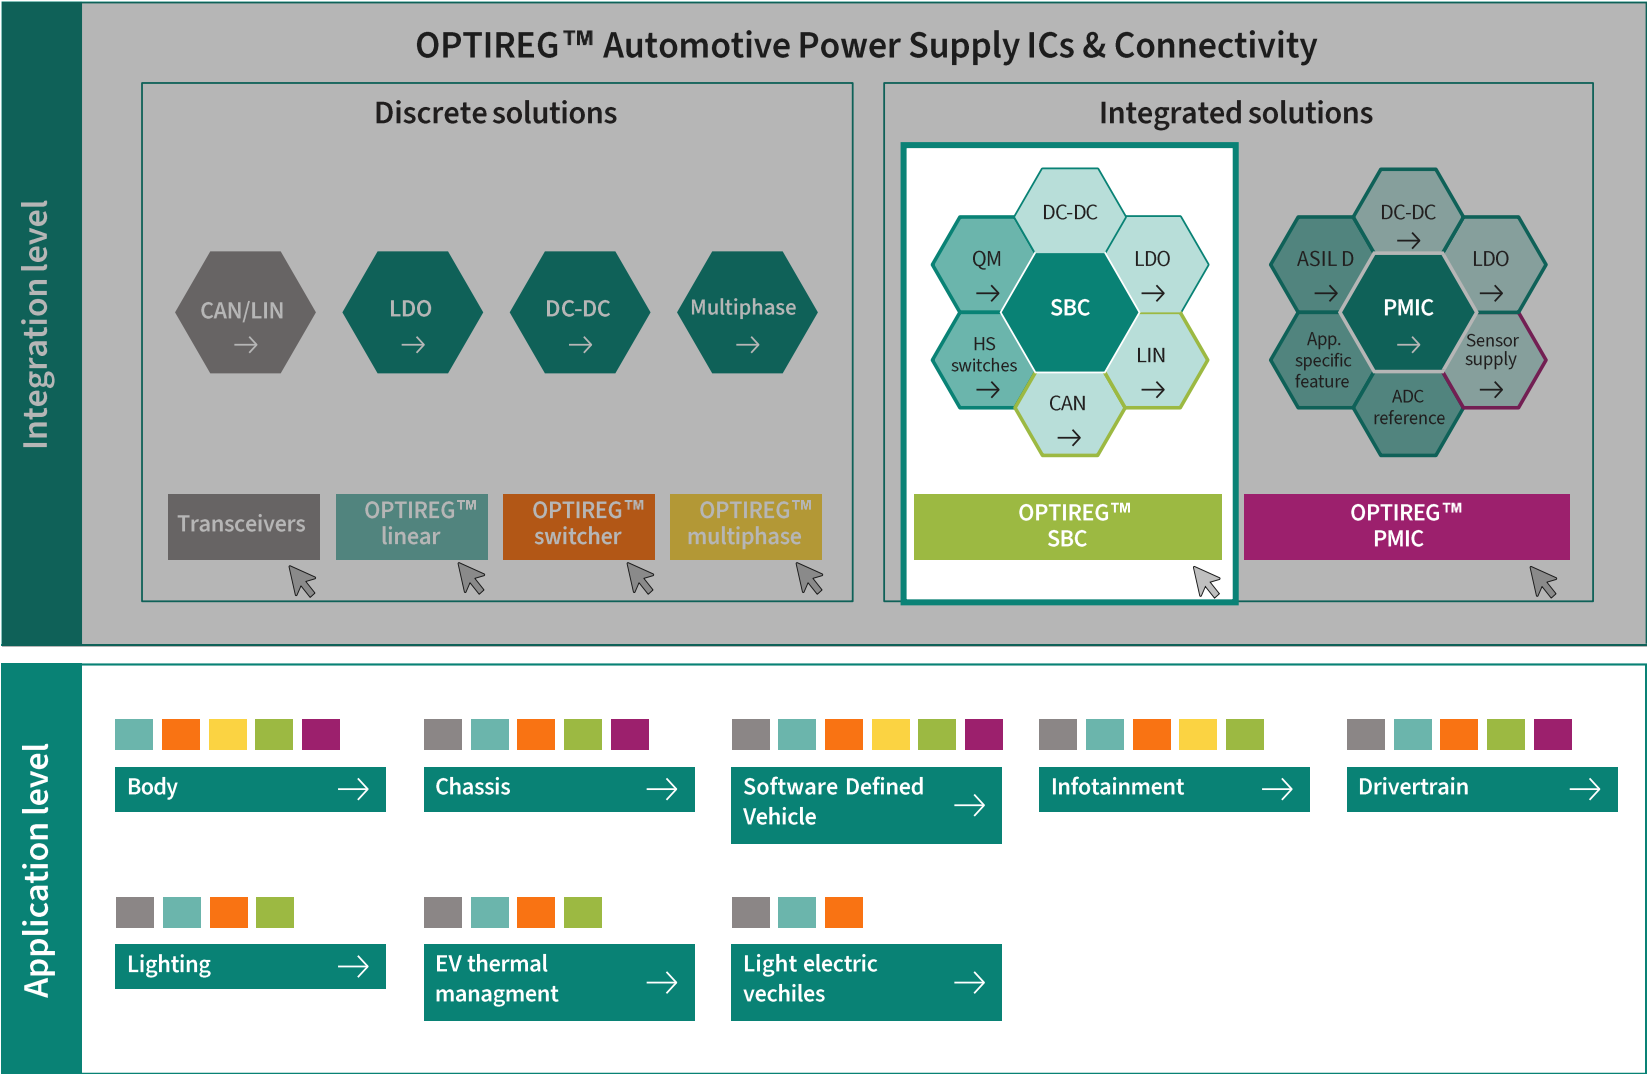 OPTIREG™ Automotive Power Supply ICs & Connectivity
Integration level
Discrete solutions
CAN/LIN
LDO
DC-DC
Multiphase
Transceivers
OPTIREG™
linear
OPTIREG™
switcher
OPTIREG™
multiphase
Integrated solutions
DC-DC
QM
LDO
SBC
HS
switches
LIN
CAN
OPTIREG™
SBC
DC-DC
ASIL D
LDO
PMIC
App.
specific
feature
Sensor
supply
ADC
reference
OPTIREG™
PMIC
Application level
Body
Chassis
Software Defined
Vehicle
Infotainment
Drivertrain
Lighting
EV thermal
managment
Light electric
vechiles